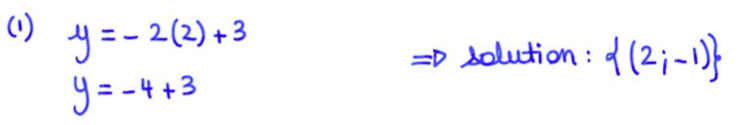 (1) y = -2(2) + 3
⇒ solution : {(2;-1)}
y = -4 + 3